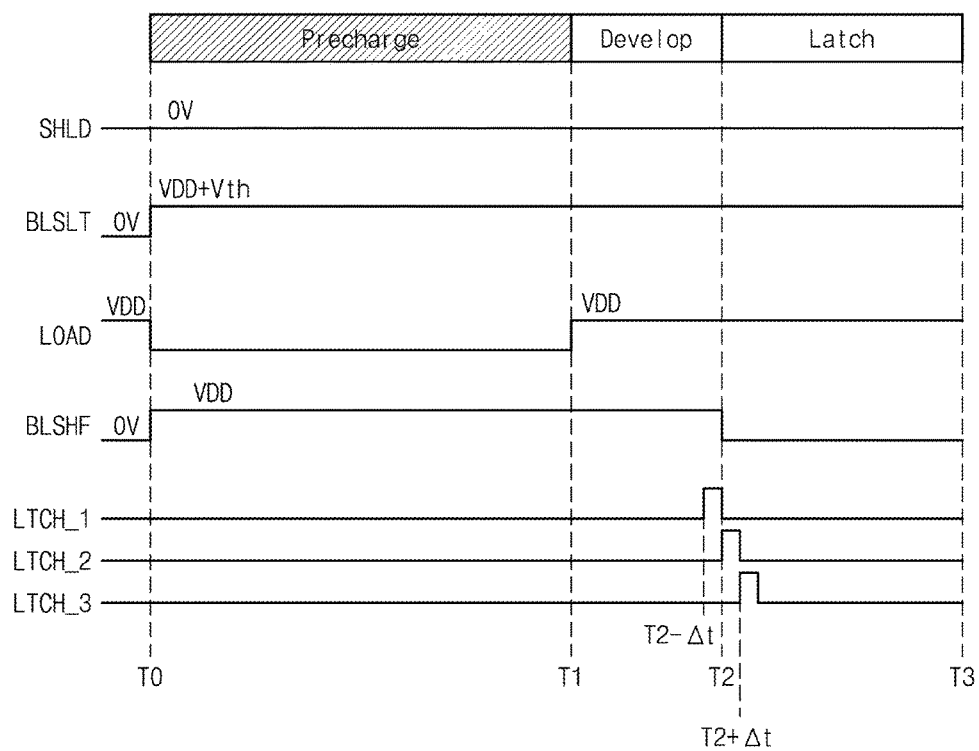 Precharge Develop Latch
0V
SHLD
VDD+Vth
BLSLT 0V
VDD VDD
LOAD
VDD
BLSHF 0V
LTCH_1
LTCH_2
LTCH_3
T2-Δt
T0 T1 T2 T3
T2+Δt